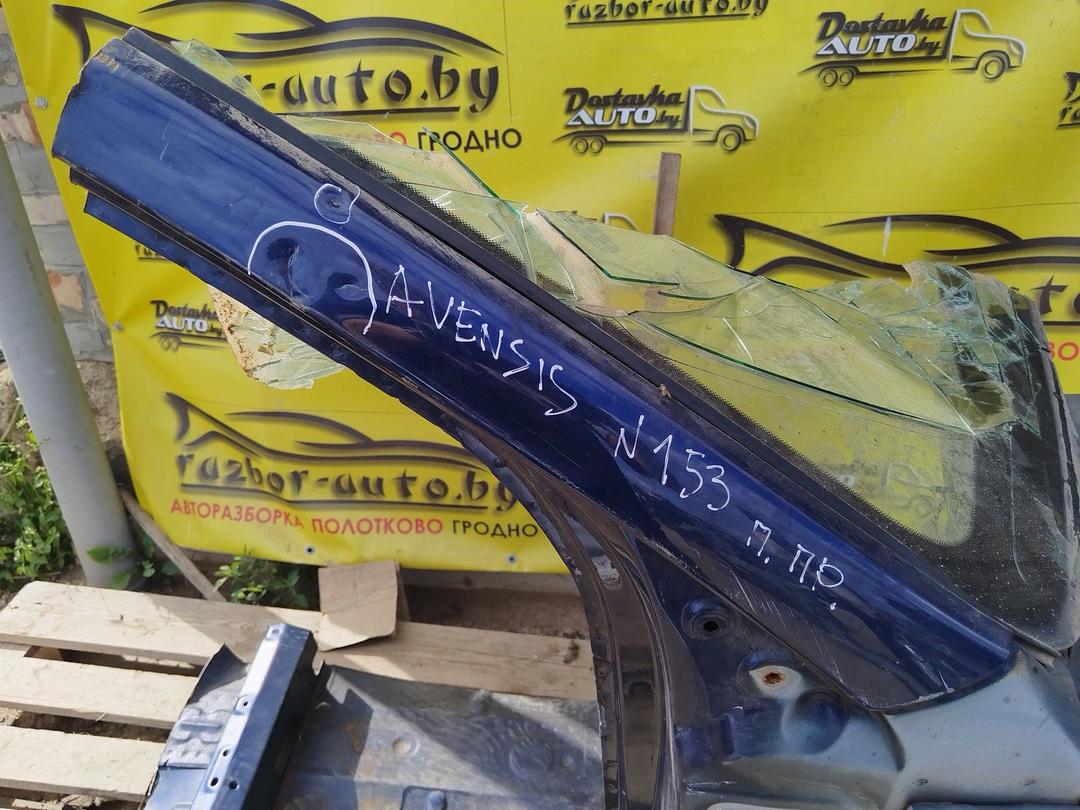 razbor-auto.by
Dostavka
AUTO.by
r-auto.by
Dostavka
AUTO.by
О ГРОДНО
Dostavka
AUTO.by
AVENSIS N153 П.ПР.
razbor-auto.by
АВТОРАЗБОРКА ПОЛОТКОВО ГРОДНО